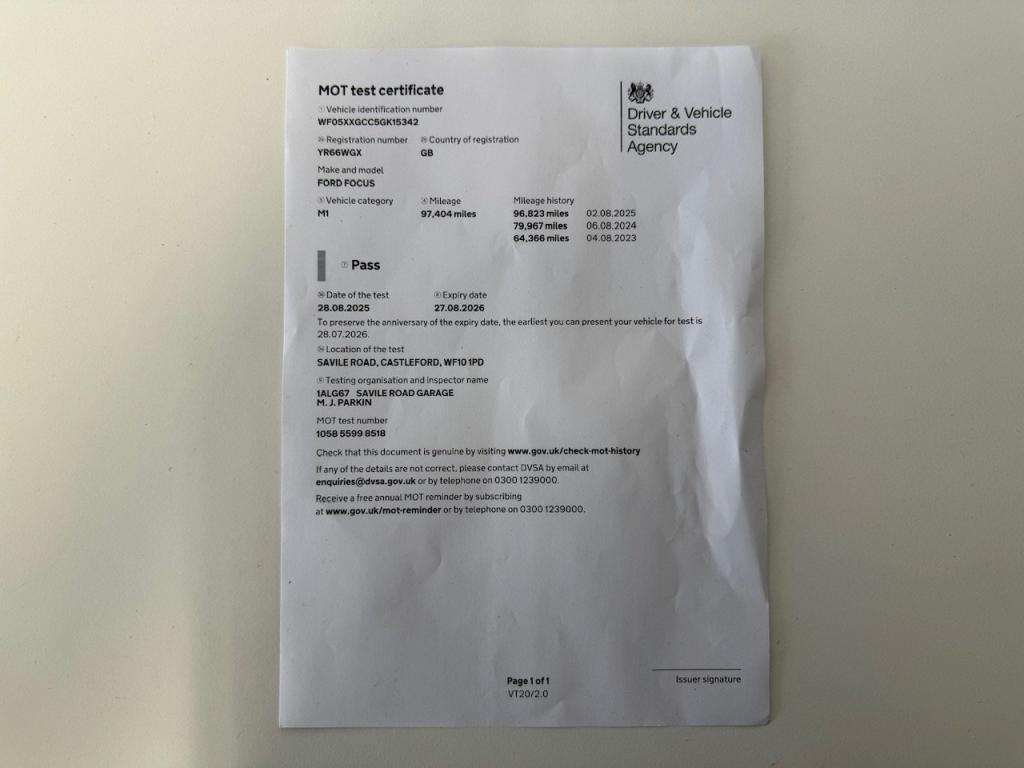 MOT test certificate
Driver & Vehicle
Standards
Agency
① Vehicle identification number
WF05XXGCC5GK15342
Registration number Country of registration
YR66WGX GB
Make and model
FORD FOCUS
③ Vehicle category ④ Mileage Mileage history
M1 97,404 miles 96,823 miles 02.08.2025
79,967 miles 06.08.2024
64,366 miles 04.08.2023
⑦ Pass
Date of the test ⑧ Expiry date
28.08.2025 27.08.2026
To preserve the anniversary of the expiry date, the earliest you can present your vehicle for test is
28.07.2026.
Location of the test
SAVILE ROAD, CASTLEFORD, WF10 1PD
⑨ Testing organisation and inspector name
1ALG67 SAVILE ROAD GARAGE
M. J. PARKIN
MOT test number
1058 5599 8518
Check that this document is genuine by visiting www.gov.uk/check-mot-history
If any of the details are not correct, please contact DVSA by email at
enquiries@dvsa.gov.uk or by telephone on 0300 1239000.
Receive a free annual MOT reminder by subscribing
at www.gov.uk/mot-reminder or by telephone on 0300 1239000.
Page 1 of 1
VT20/2.0
Issuer signature